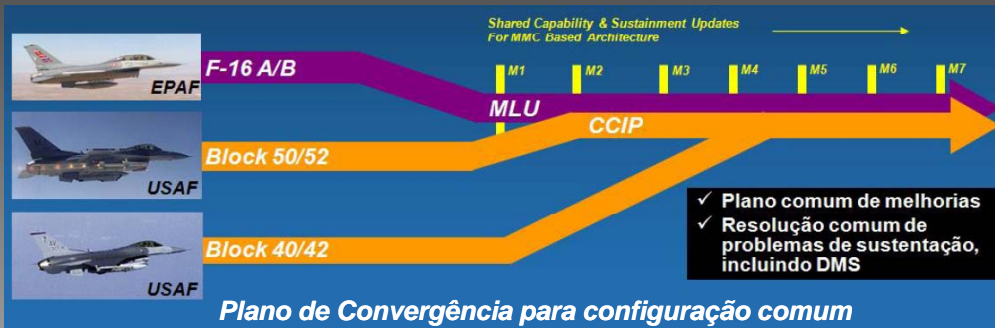 Shared Capability & Sustainment Updates
For MMC Based Architecture
F-16 A/B
EPAF
M1
M2
M3
M4
M5
M6
M7
MLU
CCIP
Block 50/52
USAF
Block 40/42
USAF
✓ Plano comum de melhorias
✓ Resolução comum de
problemas de sustentação,
incluindo DMS
Plano de Convergência para configuração comum